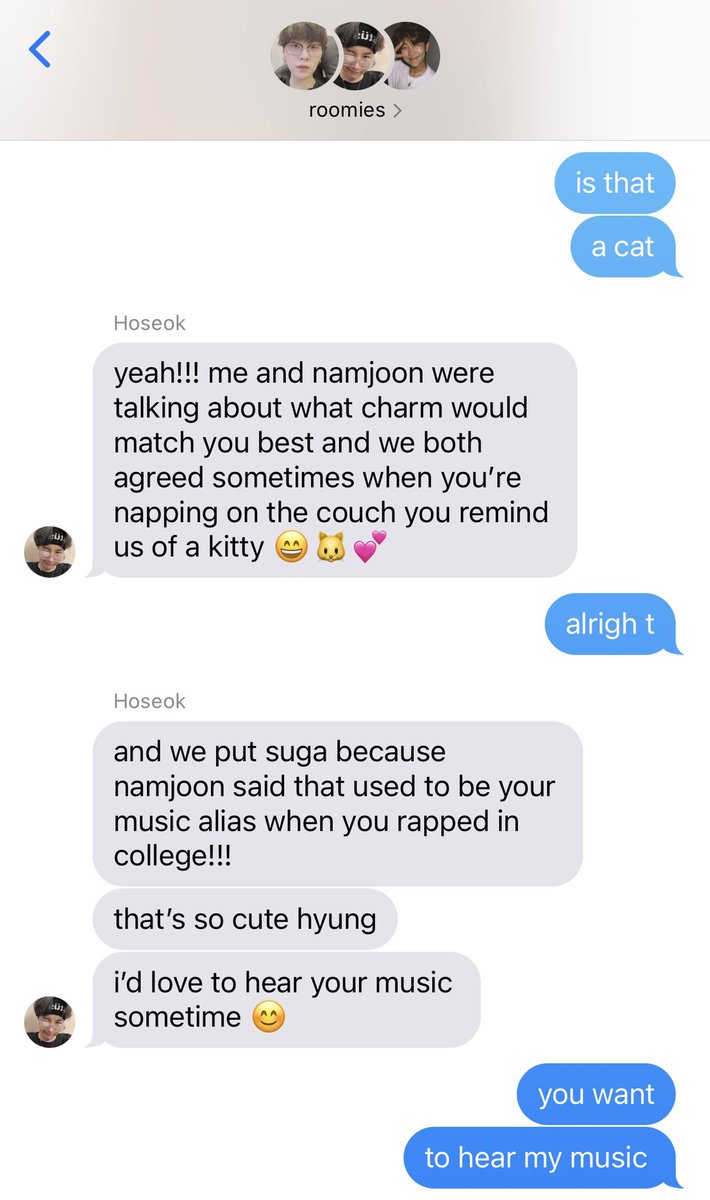 roomies
is that
a cat
Hoseok
yeah!!! me and namjoon were
talking about what charm would
match you best and we both
agreed sometimes when you’re
napping on the couch you remind
us of a kitty 😄🐱💕
alrigh t
Hoseok
and we put suga because
namjoon said that used to be your
music alias when you rapped in
college!!!
that’s so cute hyung
i’d love to hear your music
sometime 😊
you want
to hear my music